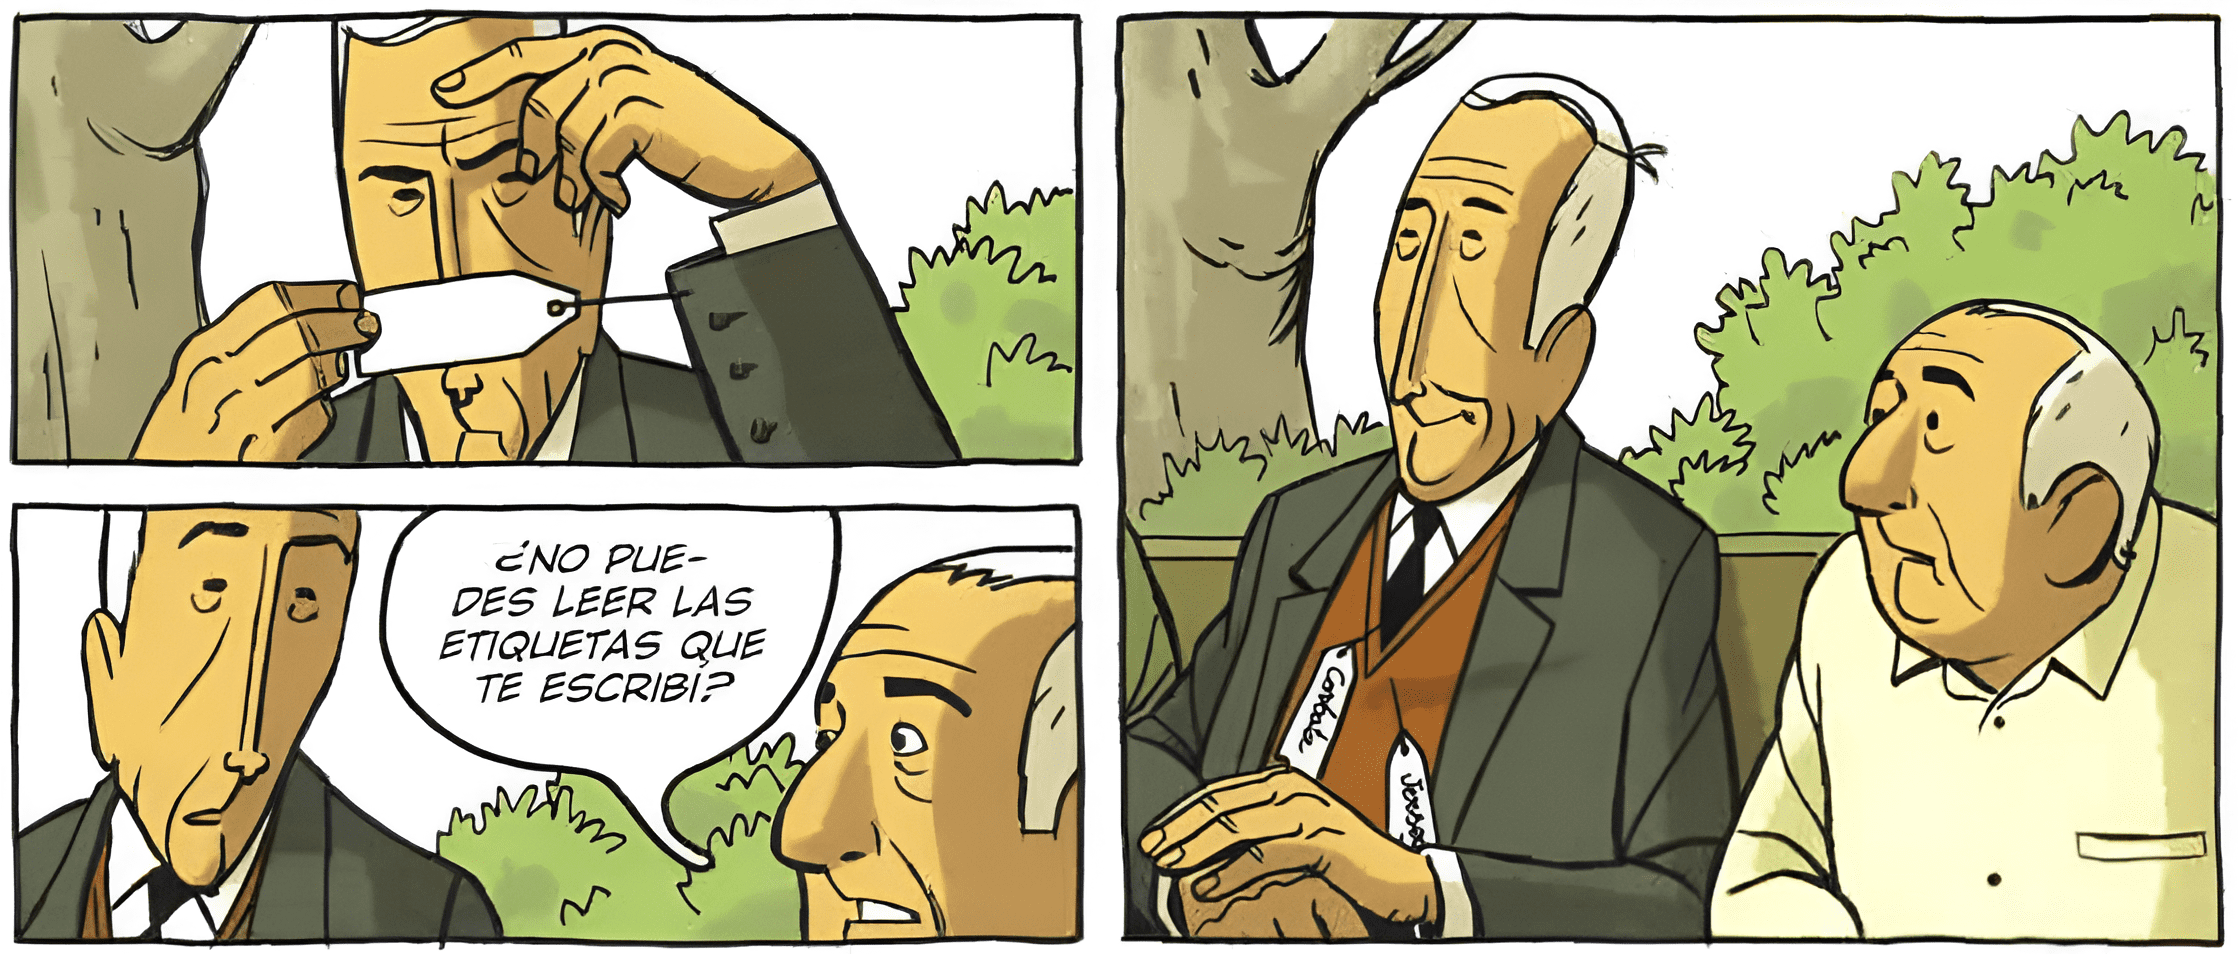 ¿NO PUE-
DES LEER LAS
ETIQUETAS QUE
TE ESCRIBÍ?
Corbata